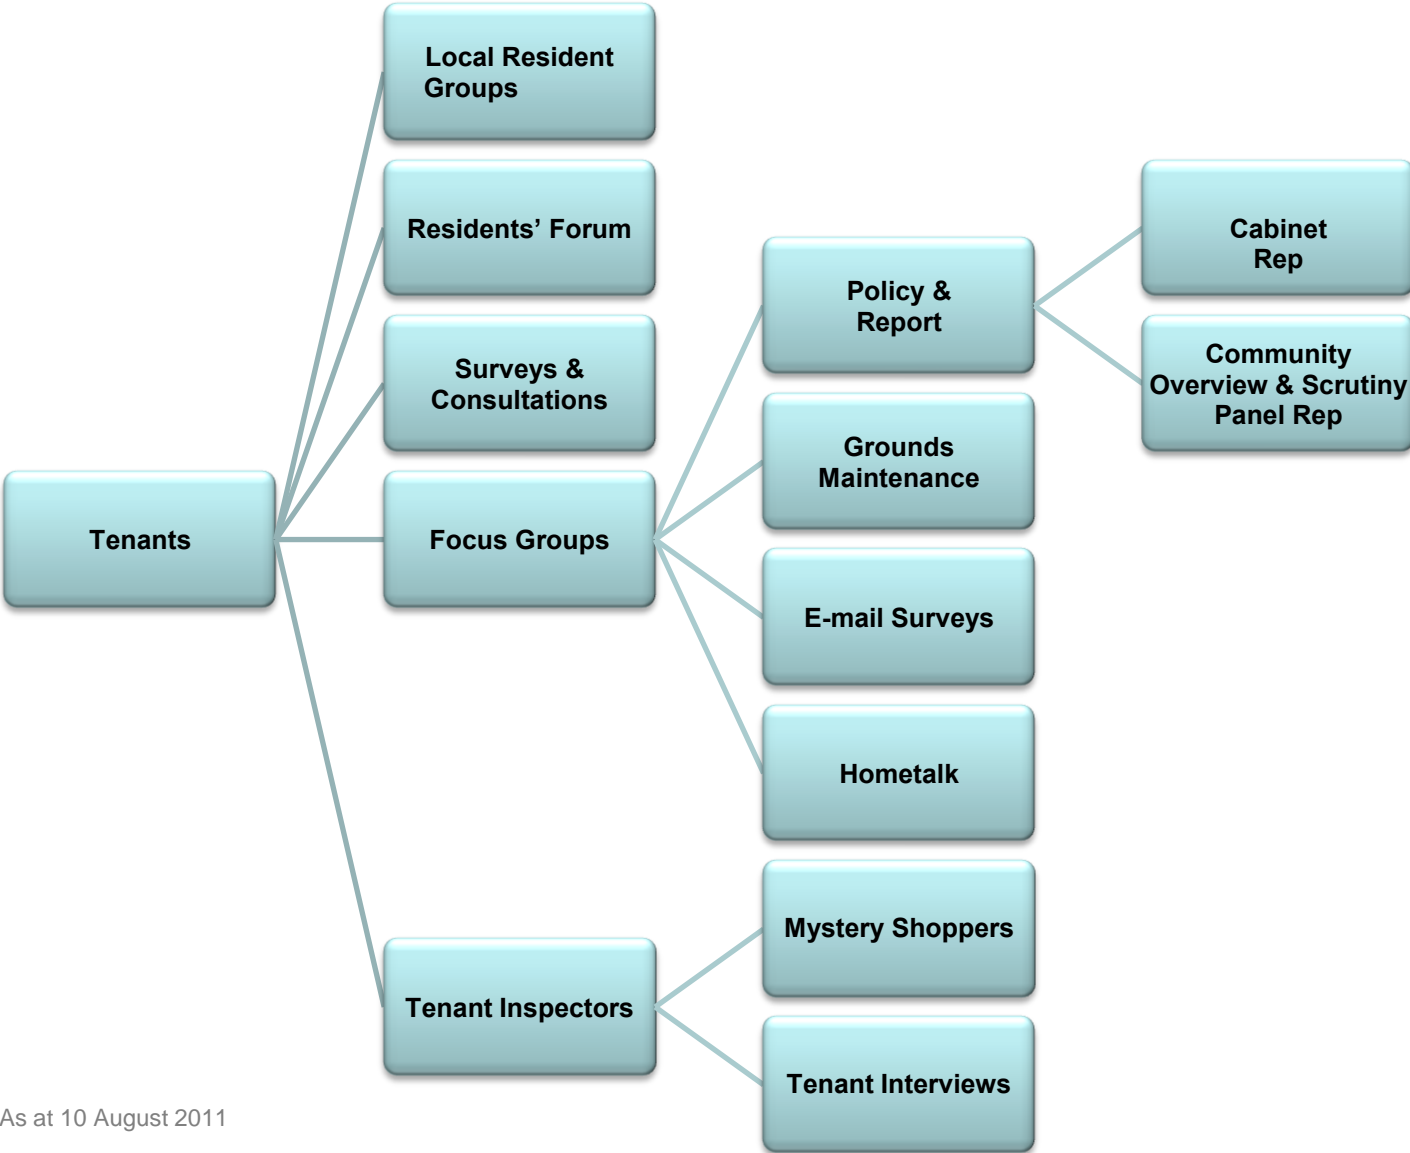 Local Resident
Groups
Residents’ Forum
Surveys &
Consultations
Tenants
Focus Groups
Tenant Inspectors
Policy &
Report
Grounds
Maintenance
E-mail Surveys
Hometalk
Mystery Shoppers
Tenant Interviews
Cabinet
Rep
Community
Overview & Scrutiny
Panel Rep
As at 10 August 2011